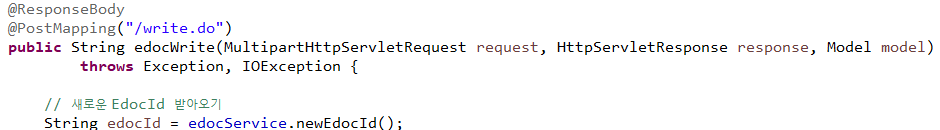 @ResponseBody
@PostMapping("/write.do")
public String edocWrite(MultipartHttpServletRequest request, HttpServletResponse response, Model model)
throws Exception, IOException {
// 새로운 EdocId 받아오기
String edocId = edocService.newEdocId();